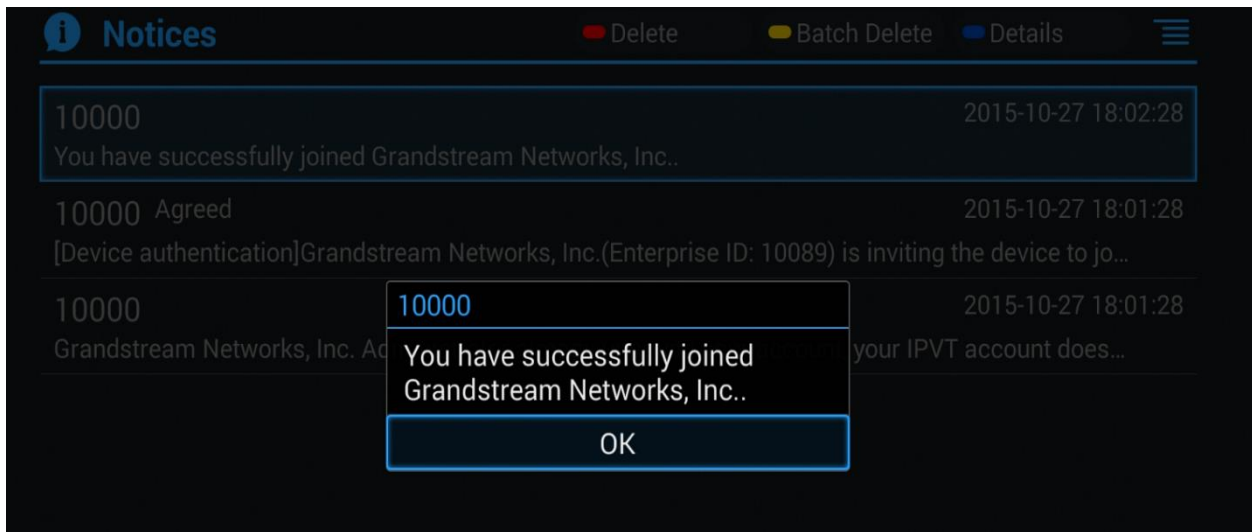 Notices
Delete
Batch Delete
Details
10000
2015-10-27 18:02:28
You have successfully joined Grandstream Networks, Inc..
10000 Agreed
2015-10-27 18:01:28
[Device authentication]Grandstream Networks, Inc.(Enterprise ID: 10089) is inviting the device to jo...
10000
2015-10-27 18:01:28
Grandstream Networks, Inc. your IPVT account does...
10000
You have successfully joined
Grandstream Networks, Inc..
OK